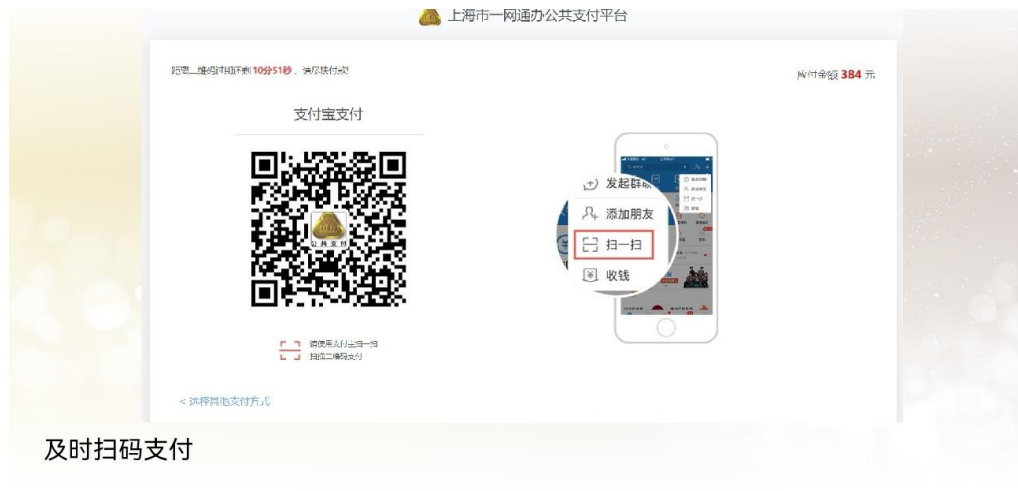 上海市一网通办公共支付平台
距离二维码过期还剩 10分51秒，请尽快付款!
应付金额 384 元
支付宝支付
公共支付
发起群
添加朋友
扫一扫
收钱
请使用支付宝扫一扫
扫描二维码支付
< 选择其他支付方式
及时扫码支付